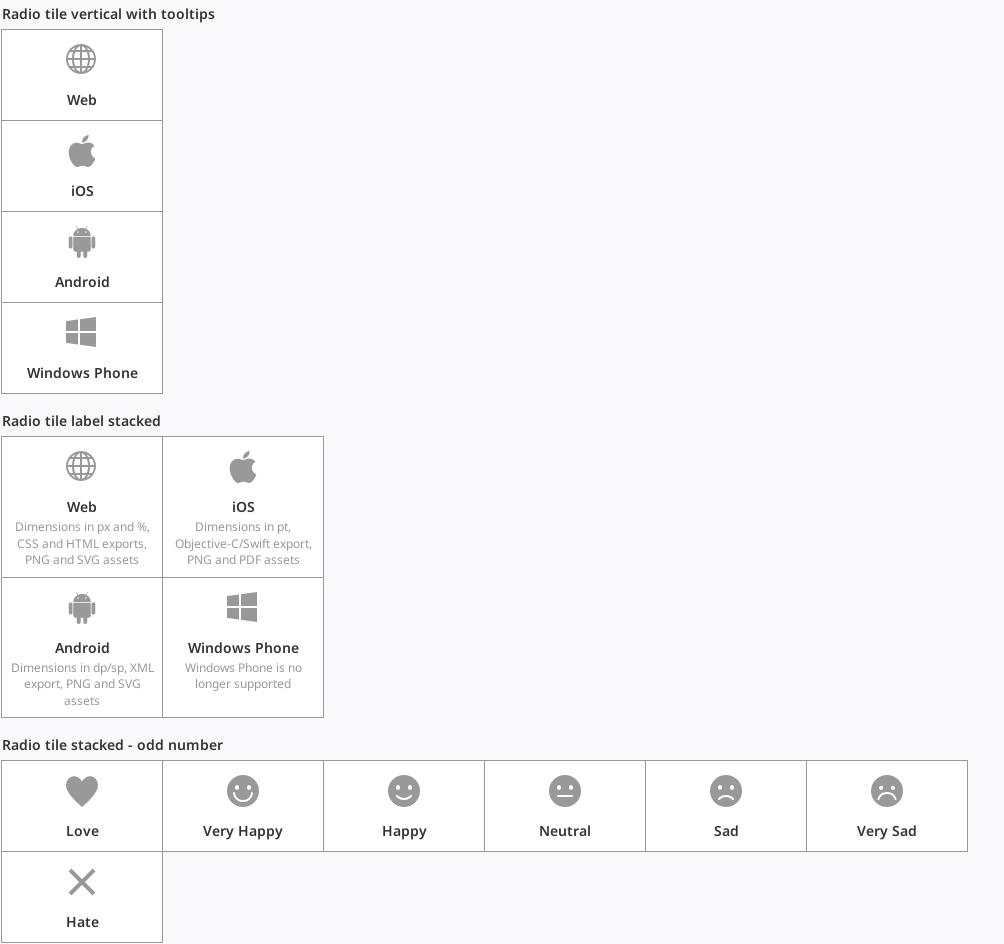 Radio tile vertical with tooltips
Web
iOS
Android
Windows Phone
Radio tile label stacked
Web
Dimensions in px and %,
CSS and HTML exports,
PNG and SVG assets
iOS
Dimensions in pt,
Objective-C/Swift export,
PNG and PDF assets
Android
Dimensions in dp/sp, XML
export, PNG and SVG
assets
Windows Phone
Windows Phone is no
longer supported
Radio tile stacked - odd number
Love
Very Happy
Happy
Neutral
Sad
Very Sad
Hate